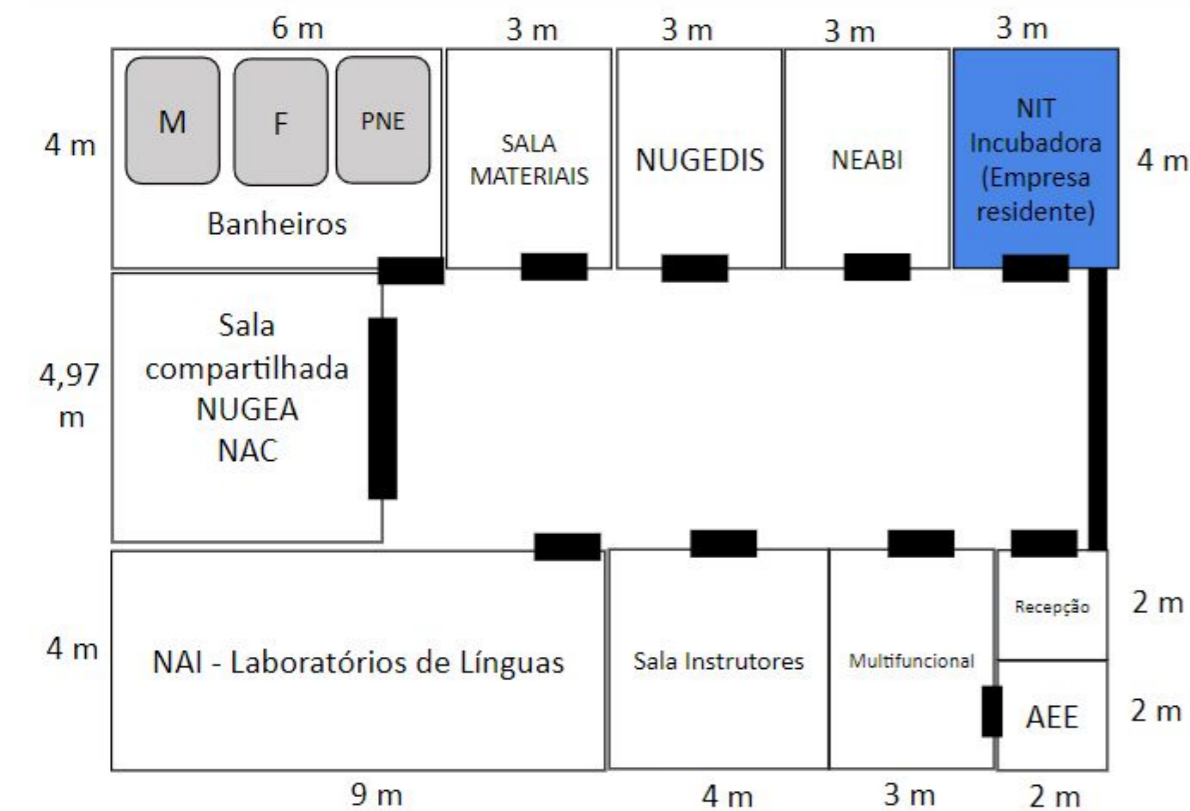 6 m
3 m
3 m
3 m
3 m
4 m
M
F
PNE
Banheiros
SALA
MATERIAIS
NUGEDIS
NEABI
NIT
Incubadora
(Empresa
residente)
4 m
4,97
m
Sala
compartilhada
NUGEA
NAC
4 m
NAI - Laboratórios de Línguas
Sala Instrutores
Multifuncional
Recepção
2 m
AEE
2 m
9 m
4 m
3 m
2 m